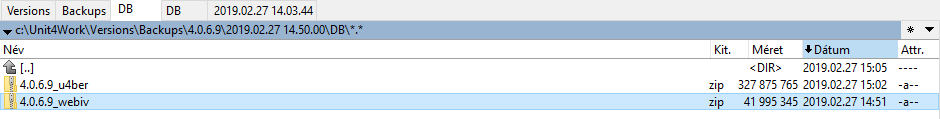 Versions Backups DB DB 2019.02.27 14.03.44
c:\Unit4Work\Versions\Backups\4.0.6.9\2019.02.27 14.50.00\DB\*.* * 
Név Kit. Méret Dátum Attr.
[..] <DIR> 2019.02.27 15:05 ----
4.0.6.9_u4ber zip 327 875 765 2019.02.27 15:02 -a--
4.0.6.9_webiv zip 41 995 345 2019.02.27 14:51 -a--